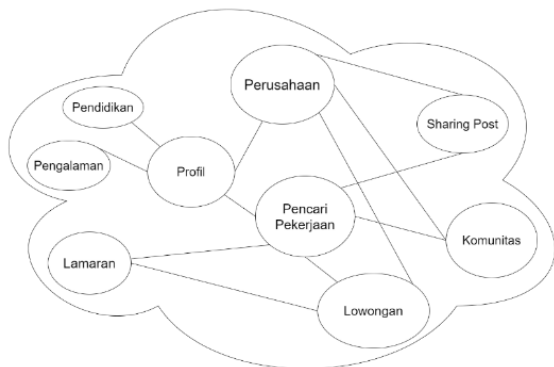 Perusahaan
Pendidikan
Sharing Post
Pengalaman
Profil
Pencari
Pekerjaan
Komunitas
Lamaran
Lowongan